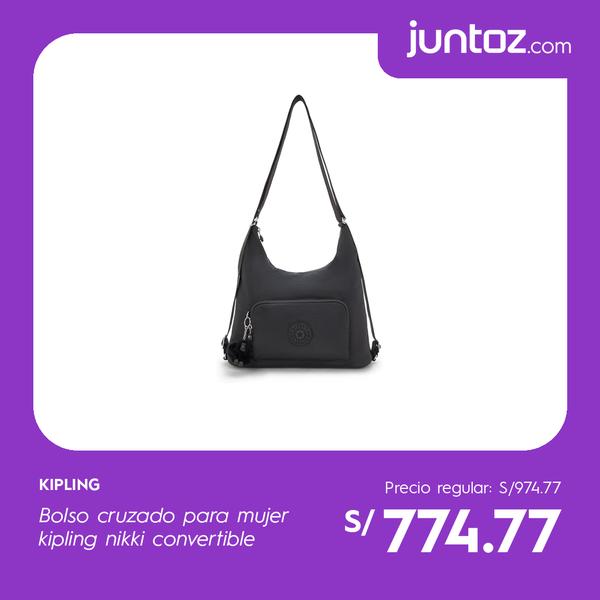 juntoz.com
KIPLING
Bolso cruzado para mujer
kipling nikki convertible
Precio regular: S/974.77
S/774.77